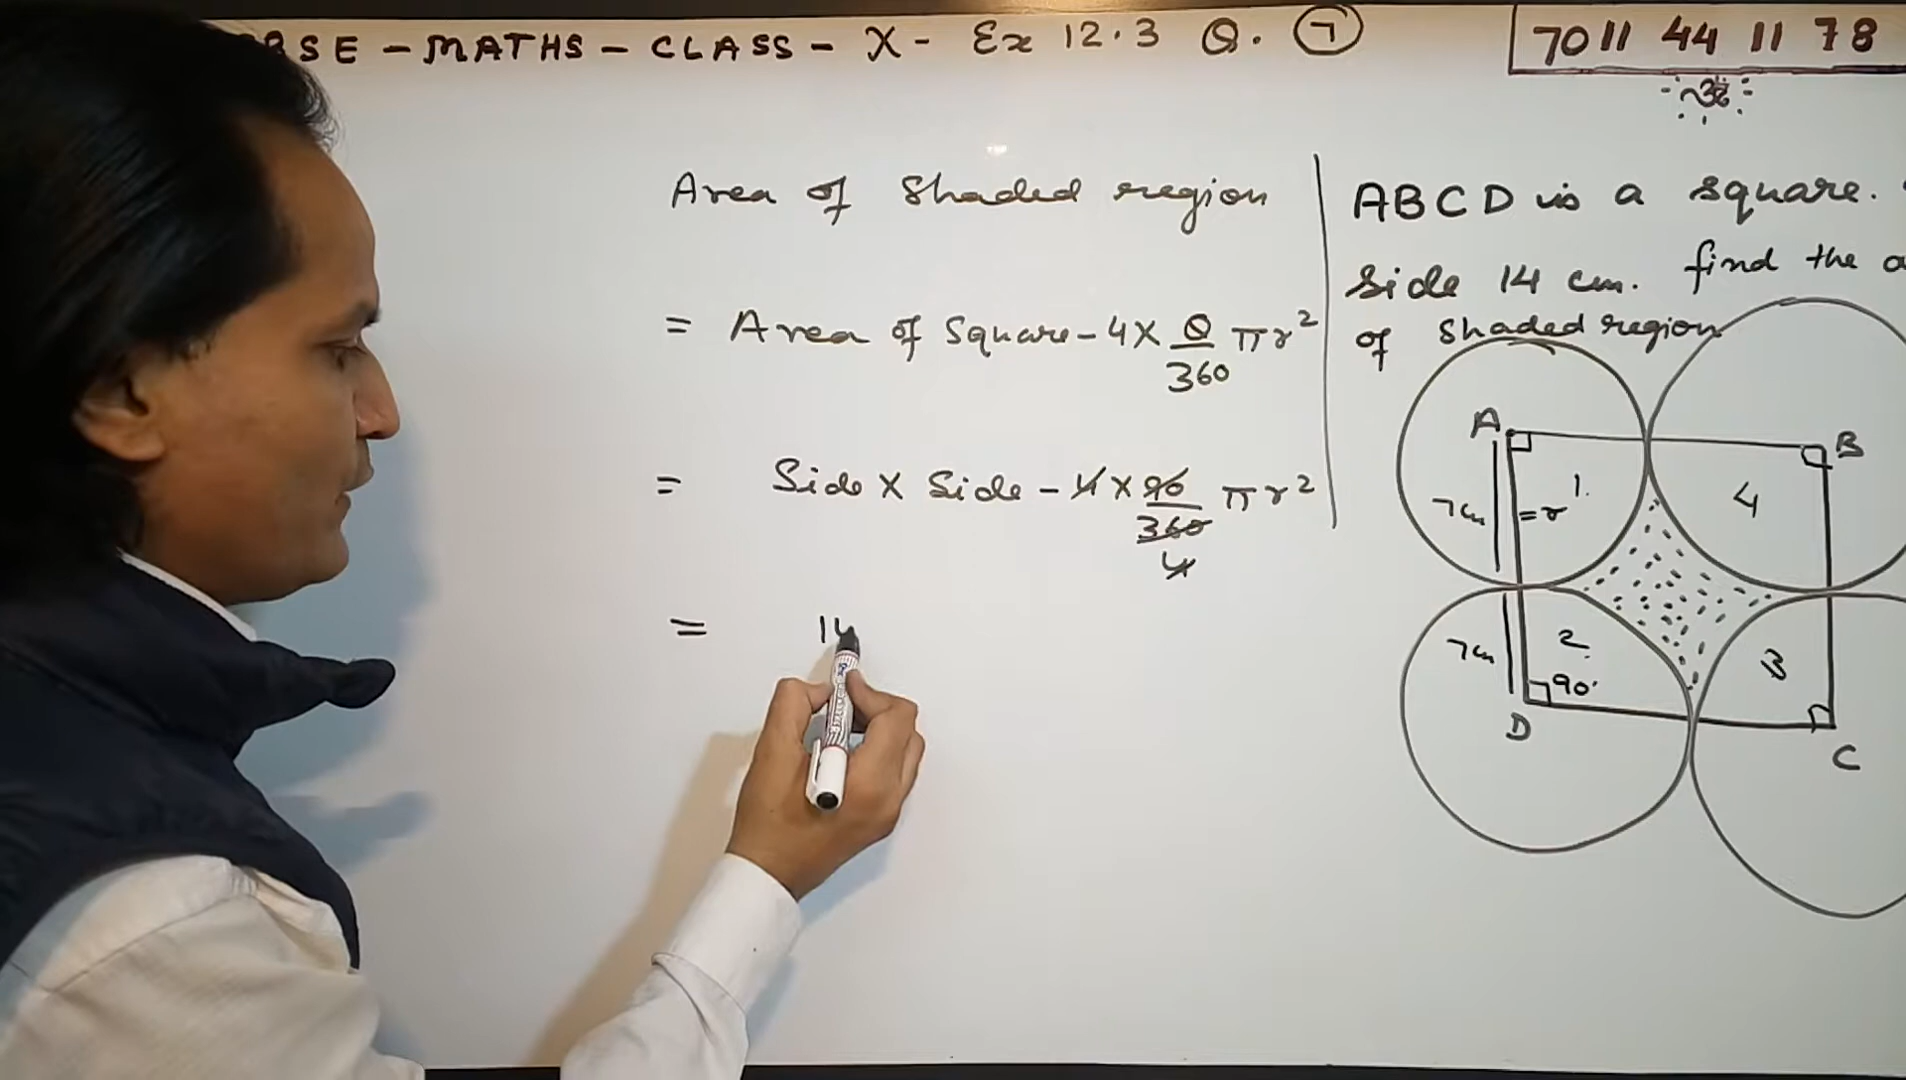 BSE - MATHS - CLASS - X - Ex 12.3 Q. 7
7011 44 11 78
Area of Shaded region
= Area of Square - 4 X θ/360 πr²
= Side X Side - 4 X 90/360 πr²
4
= 14
ABCD is a square.
Side 14 cm. find the a
of Shaded region
A
B
1.
4
7cm
= r
7cm
2.
3
90°
D
C